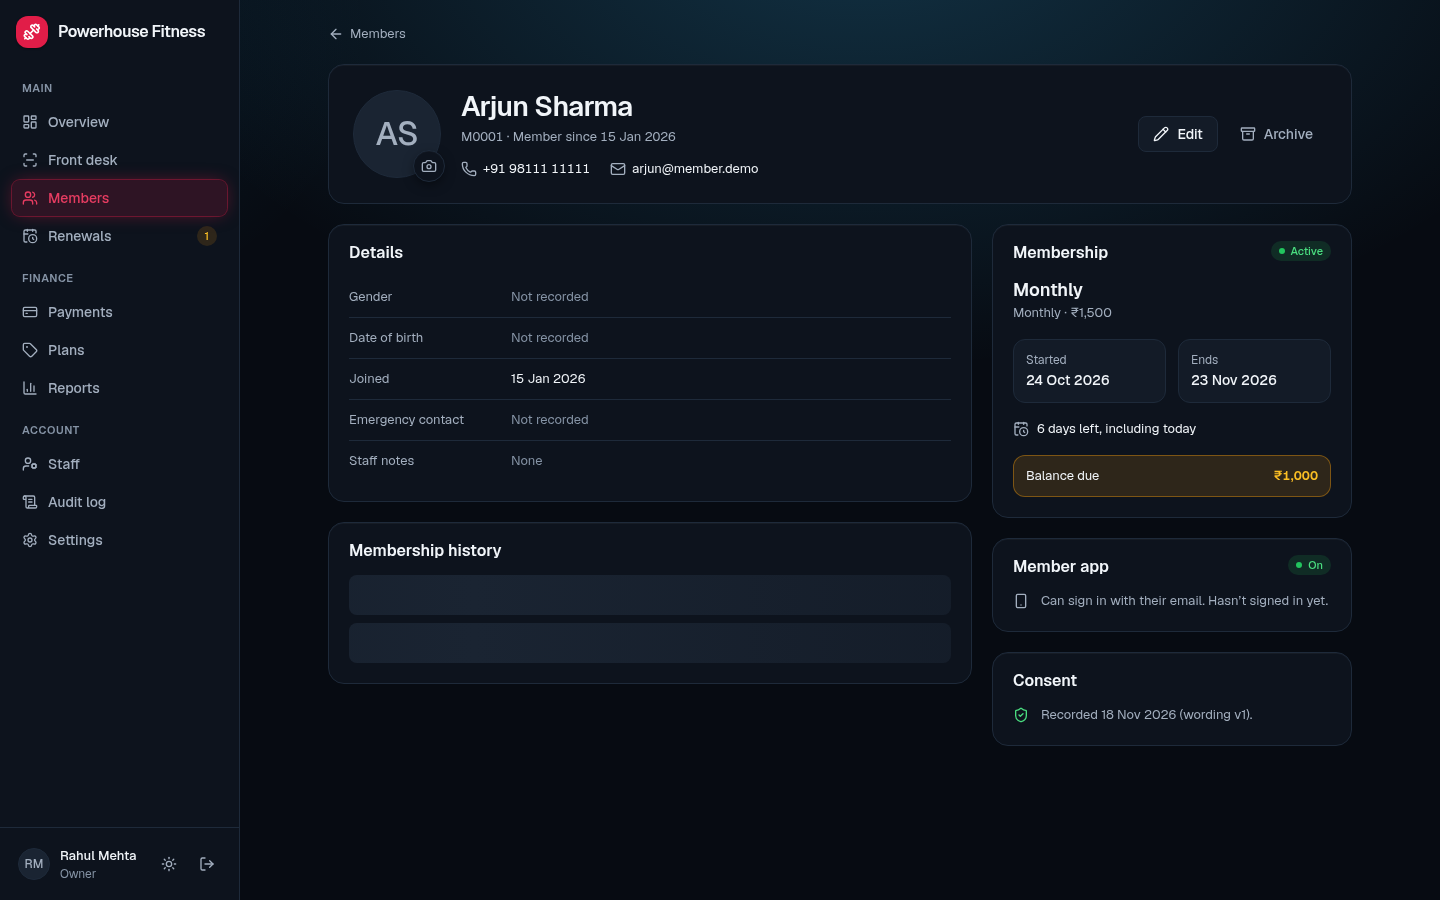 Powerhouse Fitness
MAIN
Overview
Front desk
Members
Renewals 1
FINANCE
Payments
Plans
Reports
ACCOUNT
Staff
Audit log
Settings
RM
Rahul Mehta
Owner
Members
AS
Arjun Sharma
M0001 · Member since 15 Jan 2026
+91 98111 11111 arjun@member.demo
Edit
Archive
Details
Gender Not recorded
Date of birth Not recorded
Joined 15 Jan 2026
Emergency contact Not recorded
Staff notes None
Membership history
Membership Active
Monthly
Monthly · ₹1,500
Started
24 Oct 2026
Ends
23 Nov 2026
6 days left, including today
Balance due ₹1,000
Member app On
Can sign in with their email. Hasn’t signed in yet.
Consent
Recorded 18 Nov 2026 (wording v1).